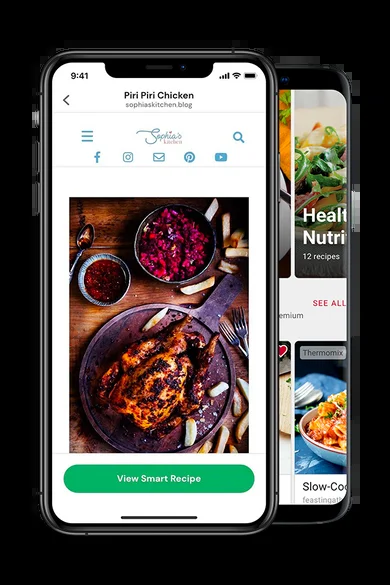 9:41
Piri Piri Chicken
sophiaskitchen.blog
Sophia's
kitchen
View Smart Recipe
Healt
Nutri
12 recipes
SEE ALL
emium
Thermomix
Slow-Coo
feastingath